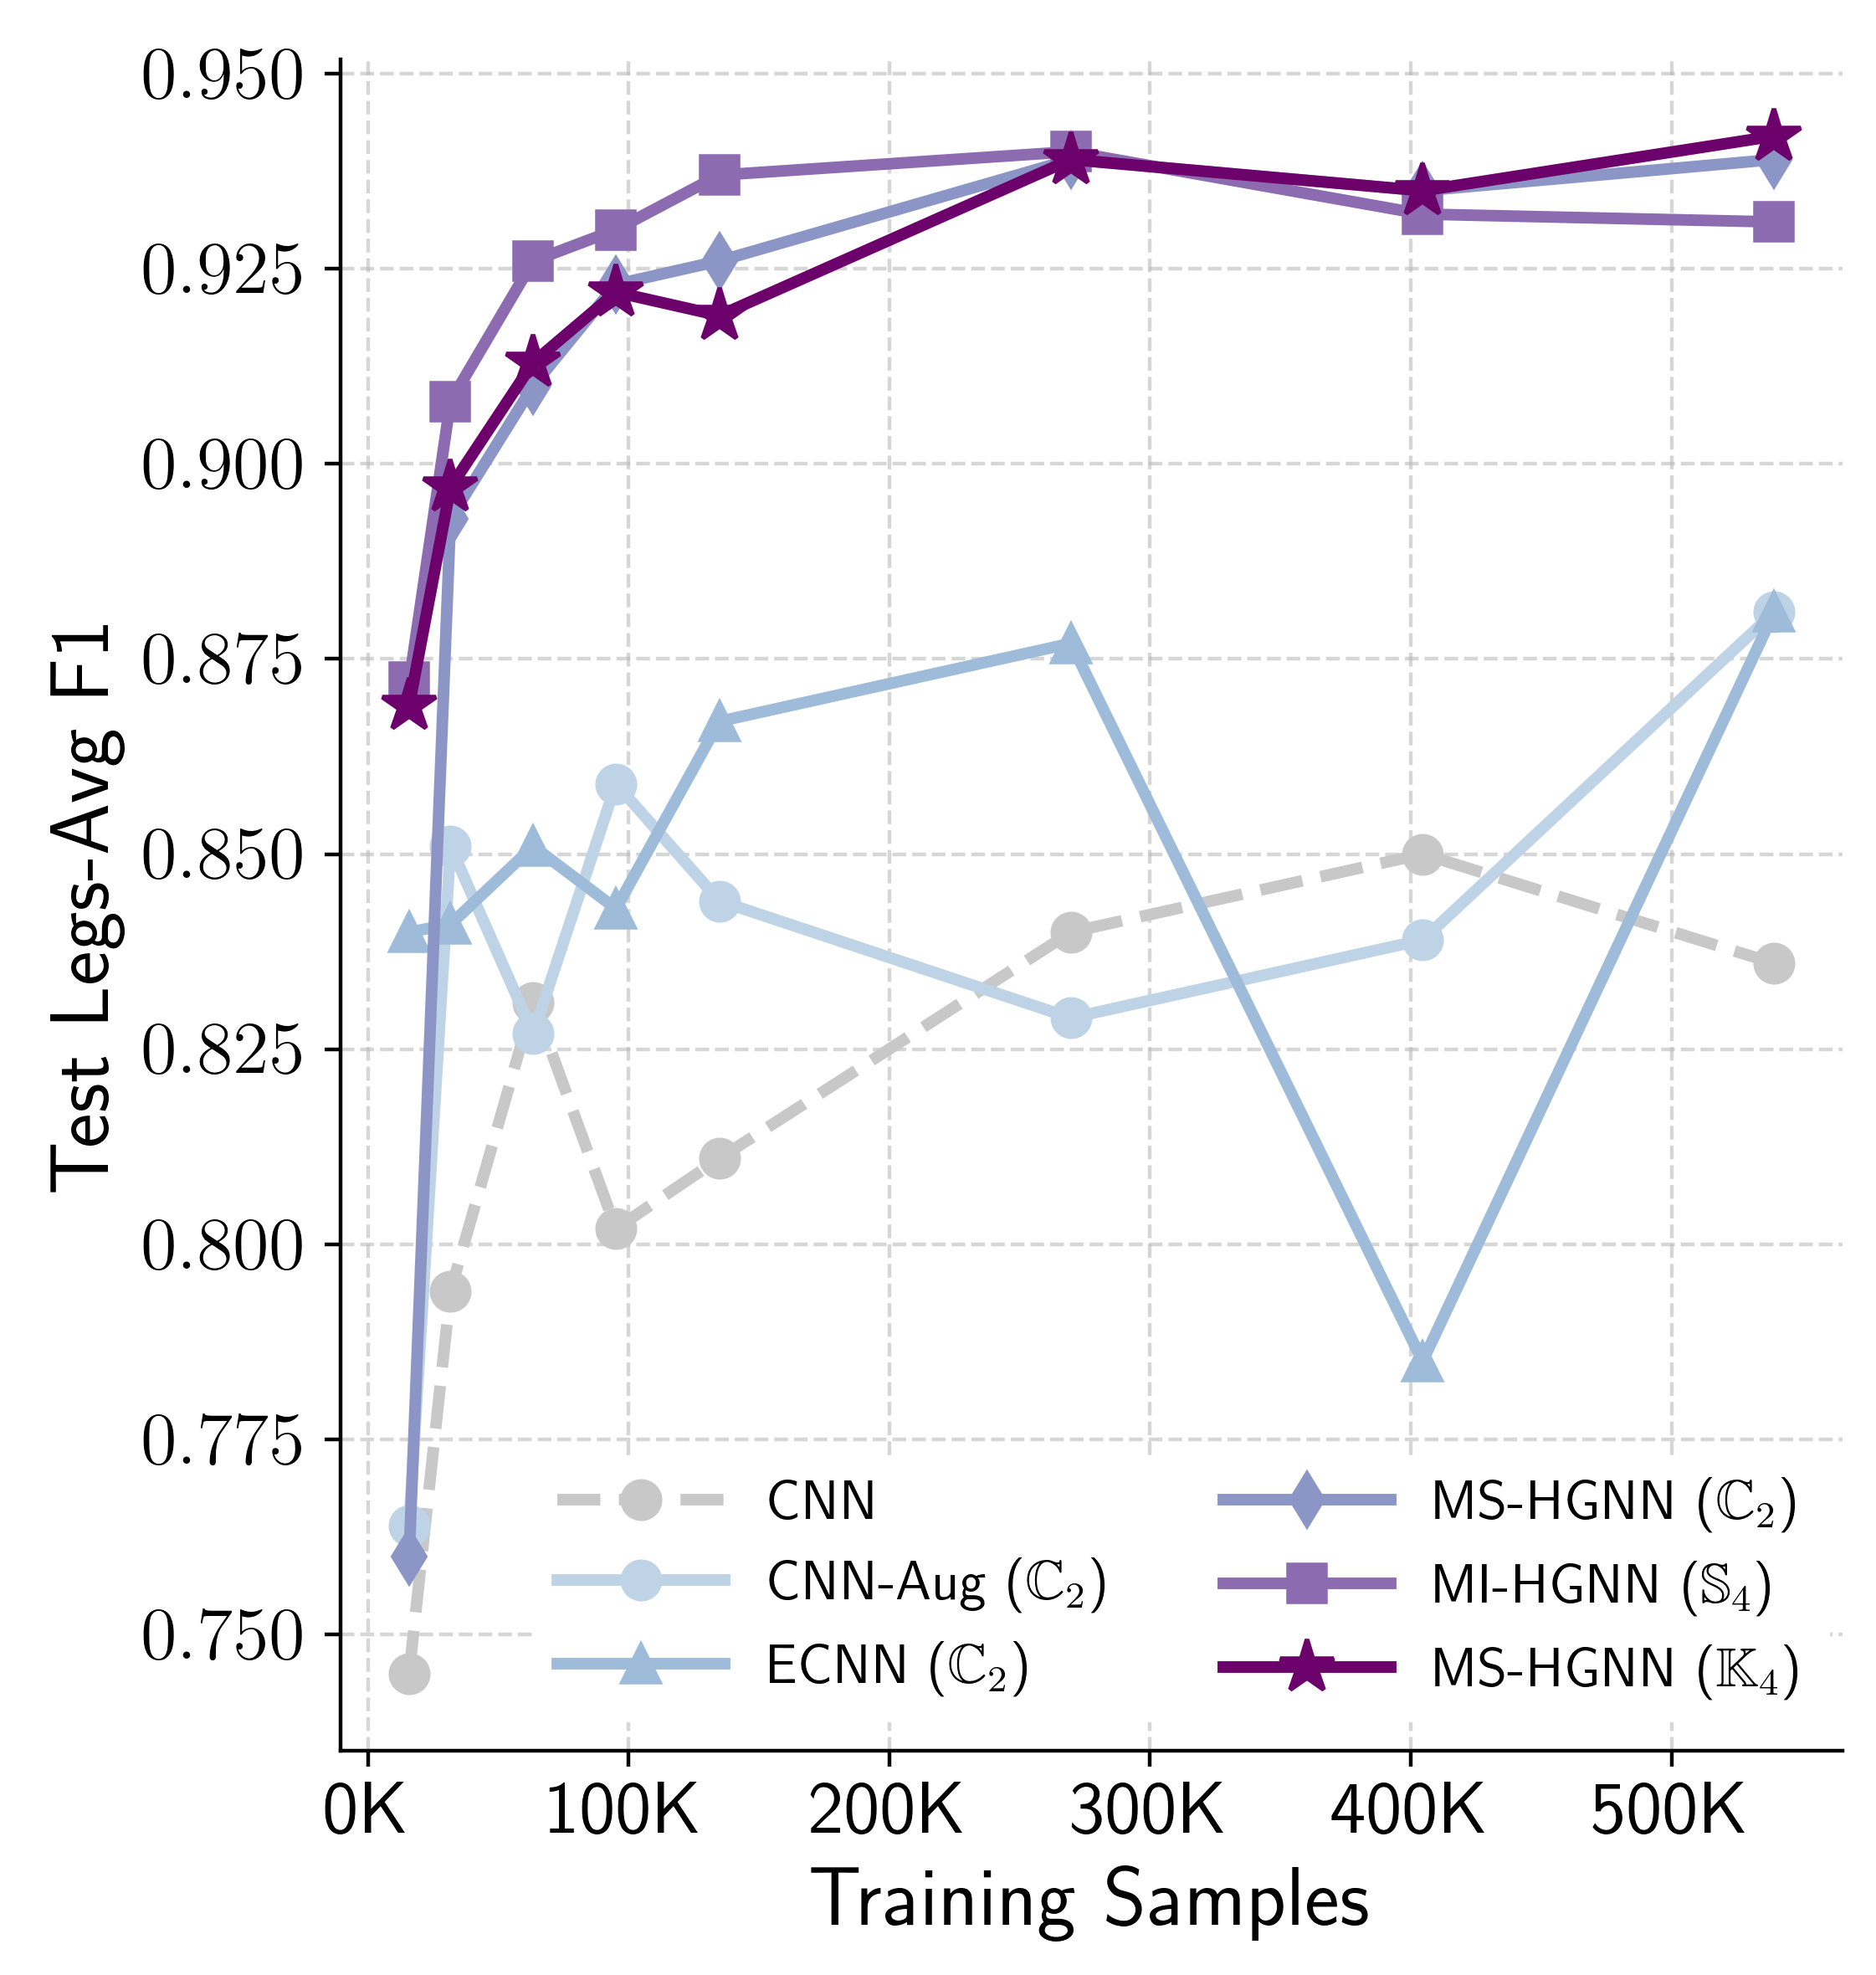 0.950
0.925
0.900
0.875
0.850
0.825
0.800
0.775
0.750
Test Legs-Avg F1
CNN
CNN-Aug (ℂ₂)
ECNN (ℂ₂)
MS-HGNN (ℂ₂)
MI-HGNN (𝕊₄)
MS-HGNN (𝕂₄)
0K 100K 200K 300K 400K 500K
Training Samples